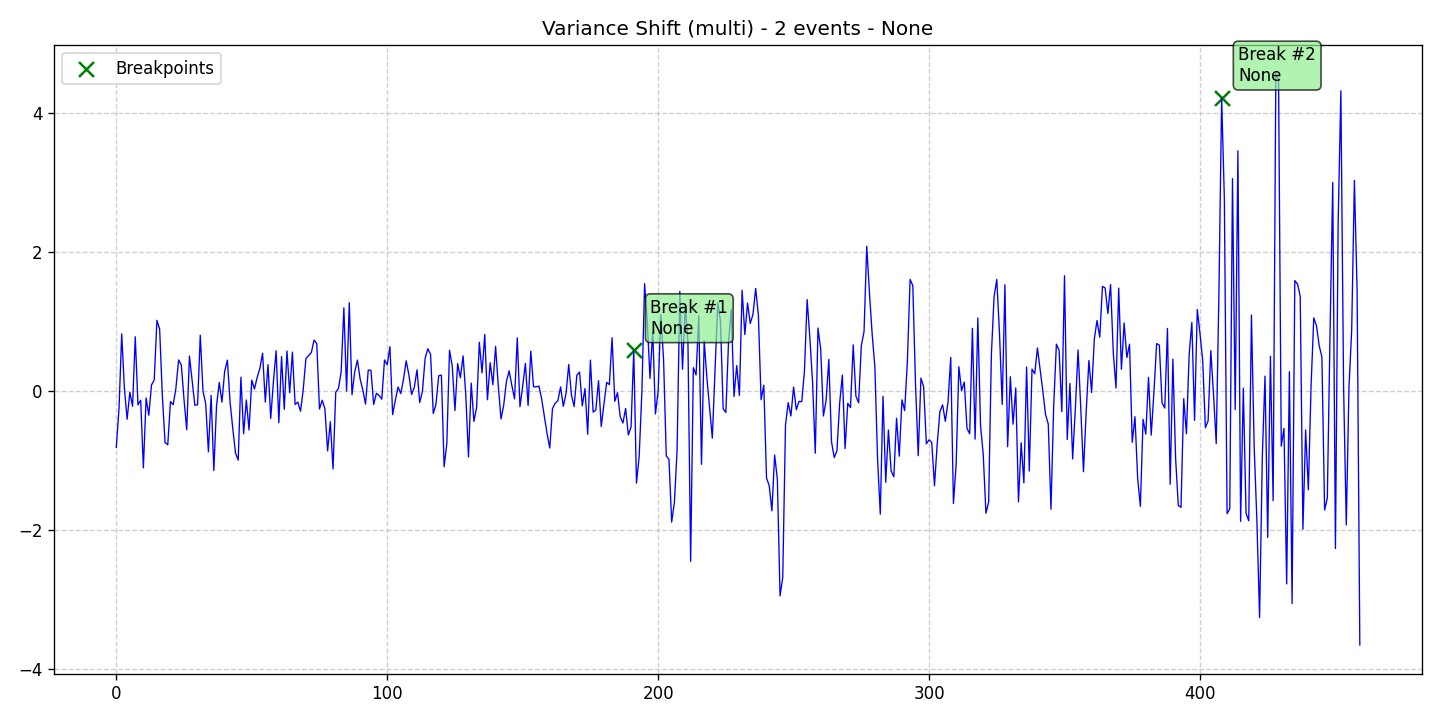 Variance Shift (multi) - 2 events - None
Breakpoints
Break #2
None
Break #1
None
4
2
0
−2
−4
0
100
200
300
400